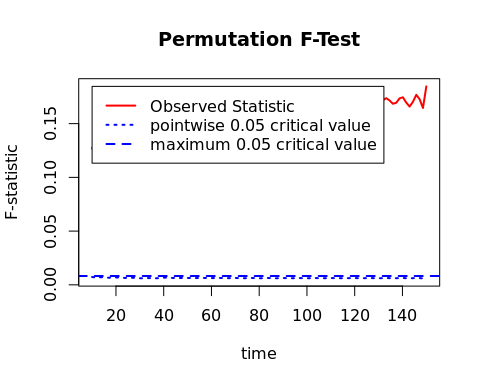 Permutation F-Test
Observed Statistic
pointwise 0.05 critical value
maximum 0.05 critical value
F-statistic
0.15
0.10
0.05
0.00
20 40 60 80 100 120 140
time